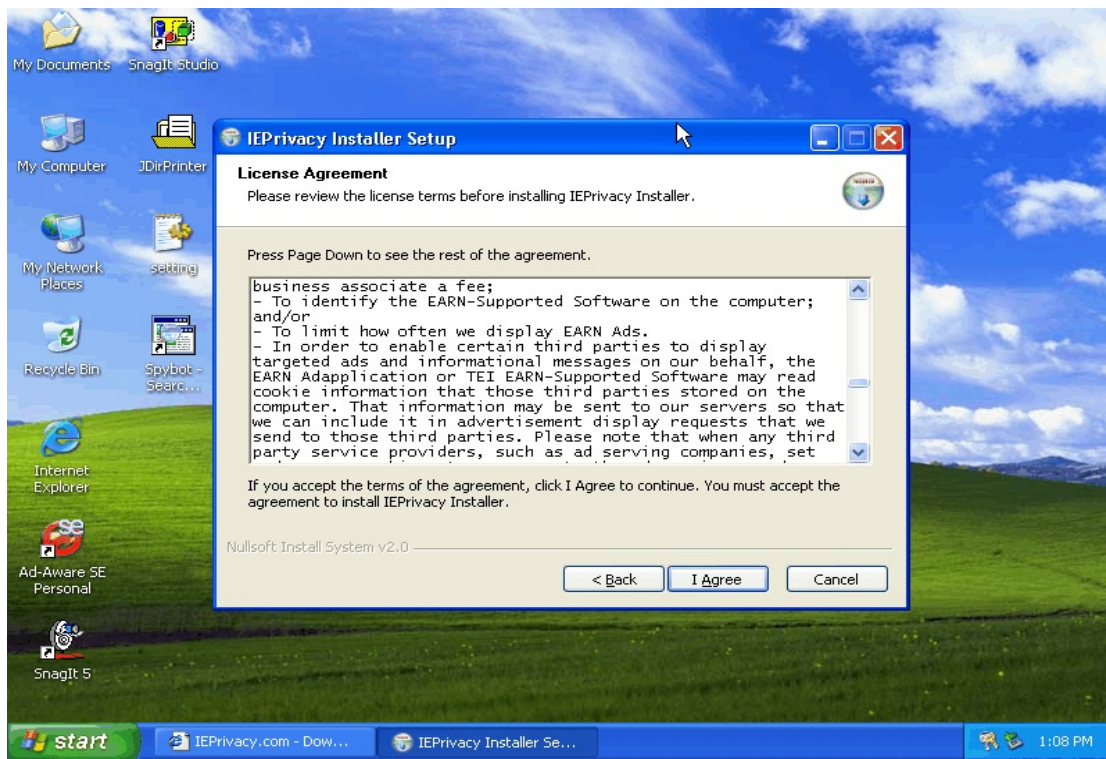 My Documents
SnagIt Studio
My Computer
JDirPrinter
My Network
Places
setting
Recycle Bin
Spybot -
Searc...
Internet
Explorer
Ad-Aware SE
Personal
SnagIt 5
IEPrivacy Installer Setup
License Agreement
Please review the license terms before installing IEPrivacy Installer.
Press Page Down to see the rest of the agreement.
business associate a fee;
- To identify the EARN-Supported Software on the computer;
and/or
- To limit how often we display EARN Ads.
- In order to enable certain third parties to display
targeted ads and informational messages on our behalf, the
EARN Adapplication or TEI EARN-Supported Software may read
cookie information that those third parties stored on the
computer. That information may be sent to our servers so that
we can include it in advertisement display requests that we
send to those third parties. Please note that when any third
party service providers, such as ad serving companies, set
If you accept the terms of the agreement, click I Agree to continue. You must accept the
agreement to install IEPrivacy Installer.
Nullsoft Install System v2.0
< Back
I Agree
Cancel
start
IEPrivacy.com - Dow...
IEPrivacy Installer Se...
1:08 PM